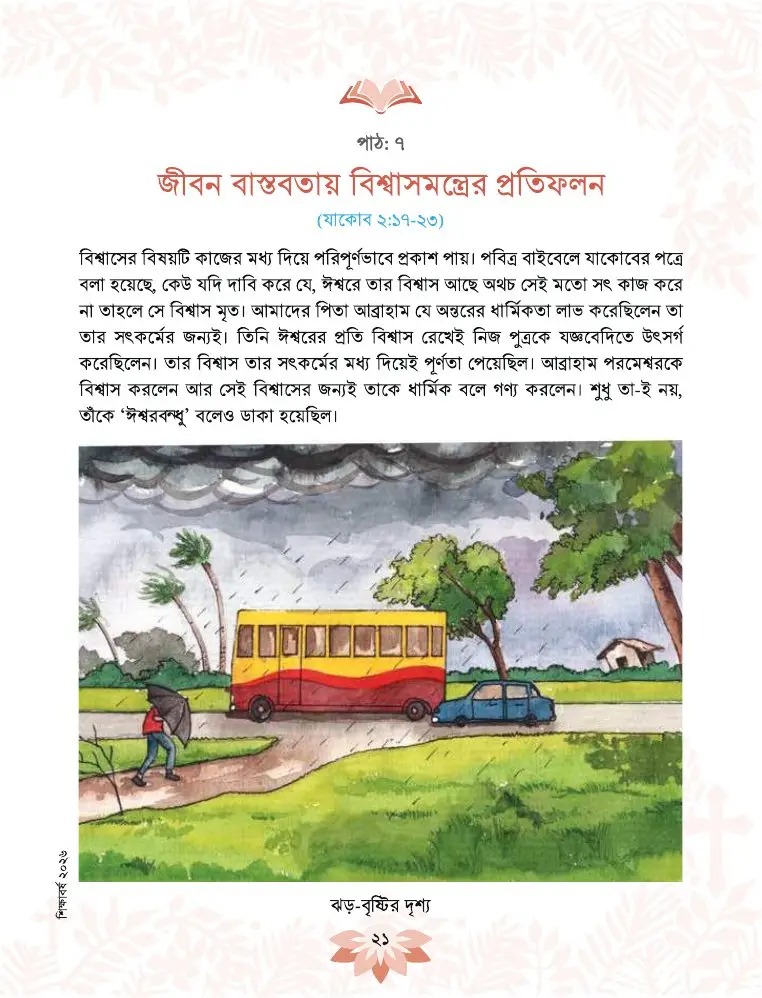 পাঠ: ৭
জীবন বাস্তবতায় বিশ্বাসমন্ত্রের প্রতিফলন
(যাকোব ২:১৭-২৩)
বিশ্বাসের বিষয়টি কাজের মধ্য দিয়ে পরিপূর্ণভাবে প্রকাশ পায়। পবিত্র বাইবেলে যাকোবের পত্রে
বলা হয়েছে, কেউ যদি দাবি করে যে, ঈশ্বরে তার বিশ্বাস আছে অথচ সেই মতো সৎ কাজ করে
না তাহলে সে বিশ্বাস মৃত। আমাদের পিতা আব্রাহাম যে অন্তরের ধার্মিকতা লাভ করেছিলেন তা
তার সৎকর্মের জন্যই। তিনি ঈশ্বরের প্রতি বিশ্বাস রেখেই নিজ পুত্রকে যজ্ঞবেদিতে উৎসর্গ
করেছিলেন। তার বিশ্বাস তার সৎকর্মের মধ্য দিয়েই পূর্ণতা পেয়েছিল। আব্রাহাম পরমেশ্বরকে
বিশ্বাস করলেন আর সেই বিশ্বাসের জন্যই তাকে ধার্মিক বলে গণ্য করলেন। শুধু তা-ই নয়,
তাঁকে ‘ঈশ্বরবন্ধু’ বলেও ডাকা হয়েছিল।
ঝড়-বৃষ্টির দৃশ্য
শিক্ষাবর্ষ ২০২৬
২১